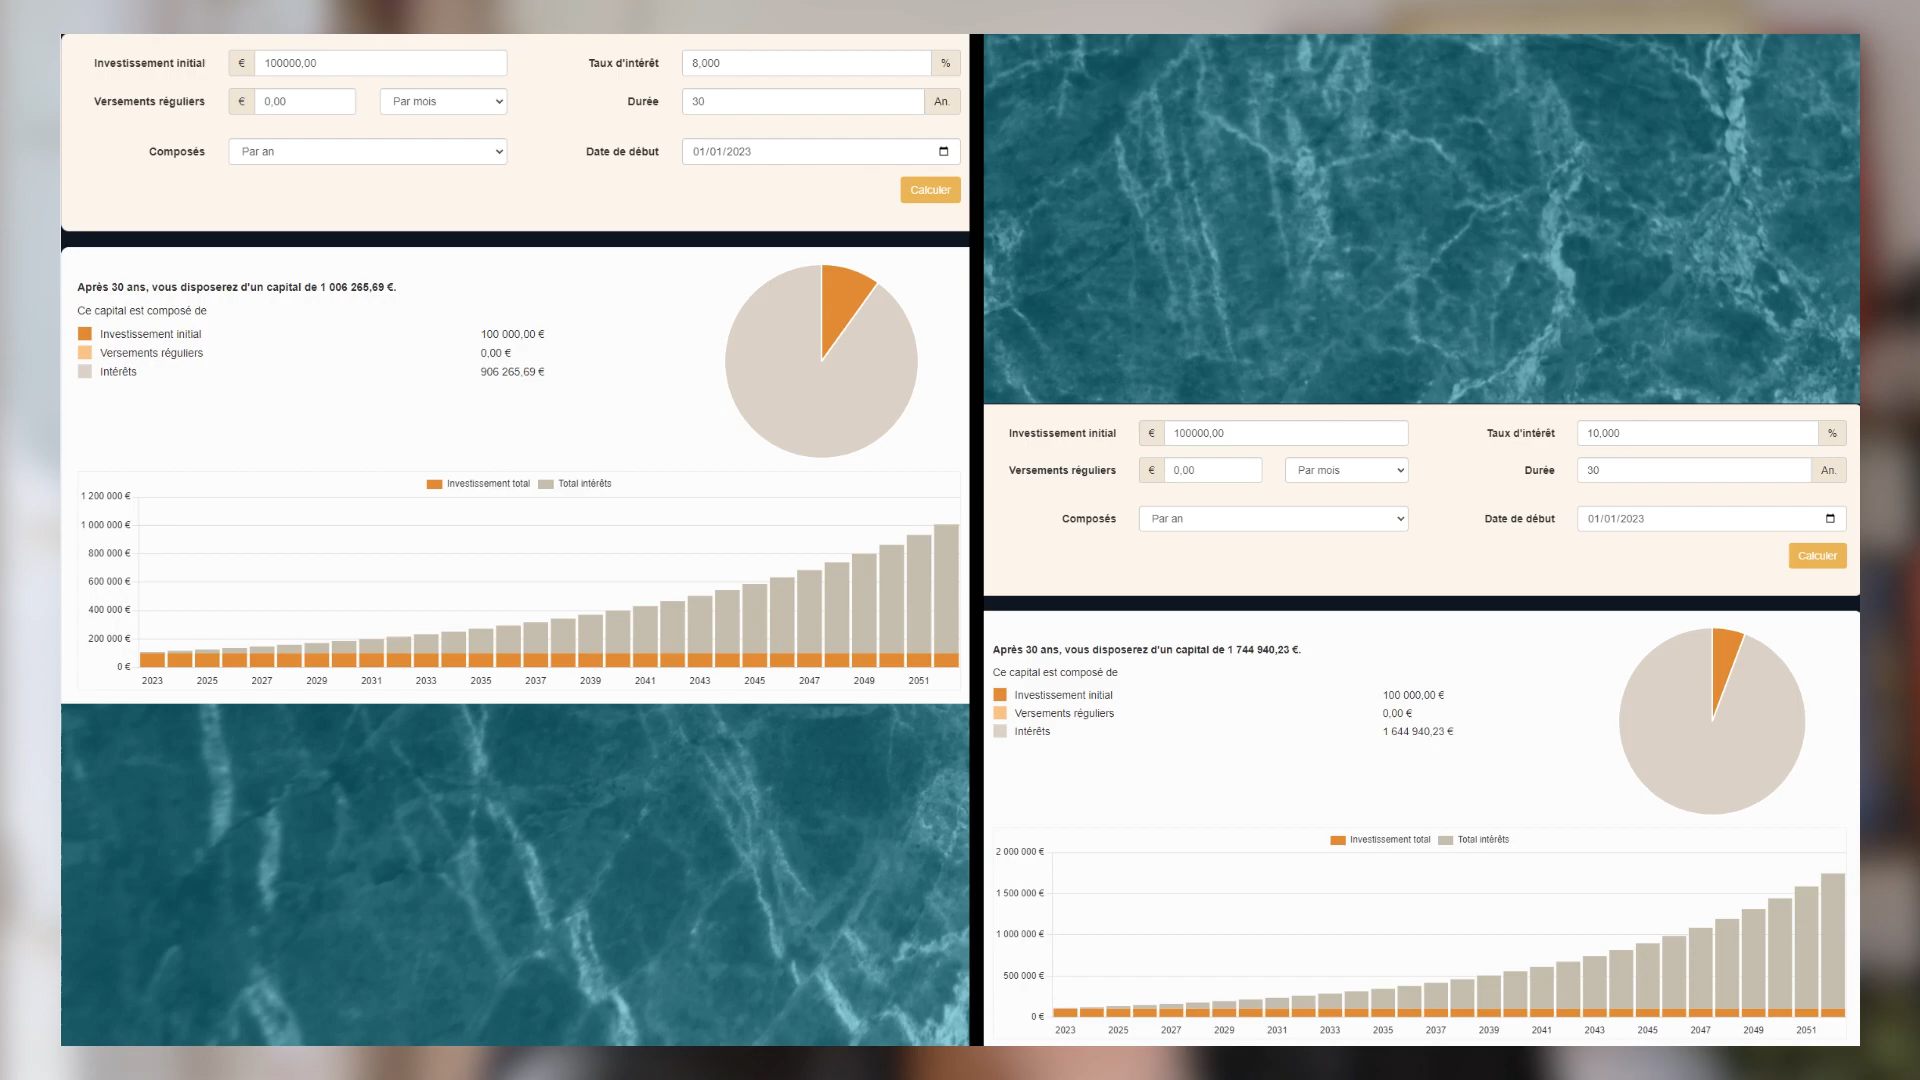 Investissement initial € 100000,00 Taux d'intérêt 8,000 %
Versements réguliers € 0,00 Par mois Durée 30 An.
Composés Par an Date de début 01/01/2023
Calculer
Après 30 ans, vous disposerez d'un capital de 1 006 265,69 €.
Ce capital est composé de
Investissement initial 100 000,00 €
Versements réguliers 0,00 €
Intérêts 906 265,69 €
Investissement total Total intérêts
1 200 000 €
1 000 000 €
800 000 €
600 000 €
400 000 €
200 000 €
0 €
2023 2025 2027 2029 2031 2033 2035 2037 2039 2041 2043 2045 2047 2049 2051
Investissement initial € 100000,00 Taux d'intérêt 10,000 %
Versements réguliers € 0,00 Par mois Durée 30 An.
Composés Par an Date de début 01/01/2023
Calculer
Après 30 ans, vous disposerez d'un capital de 1 744 940,23 €.
Ce capital est composé de
Investissement initial 100 000,00 €
Versements réguliers 0,00 €
Intérêts 1 644 940,23 €
Investissement total Total intérêts
2 000 000 €
1 500 000 €
1 000 000 €
500 000 €
0 €
2023 2025 2027 2029 2031 2033 2035 2037 2039 2041 2043 2045 2047 2049 2051